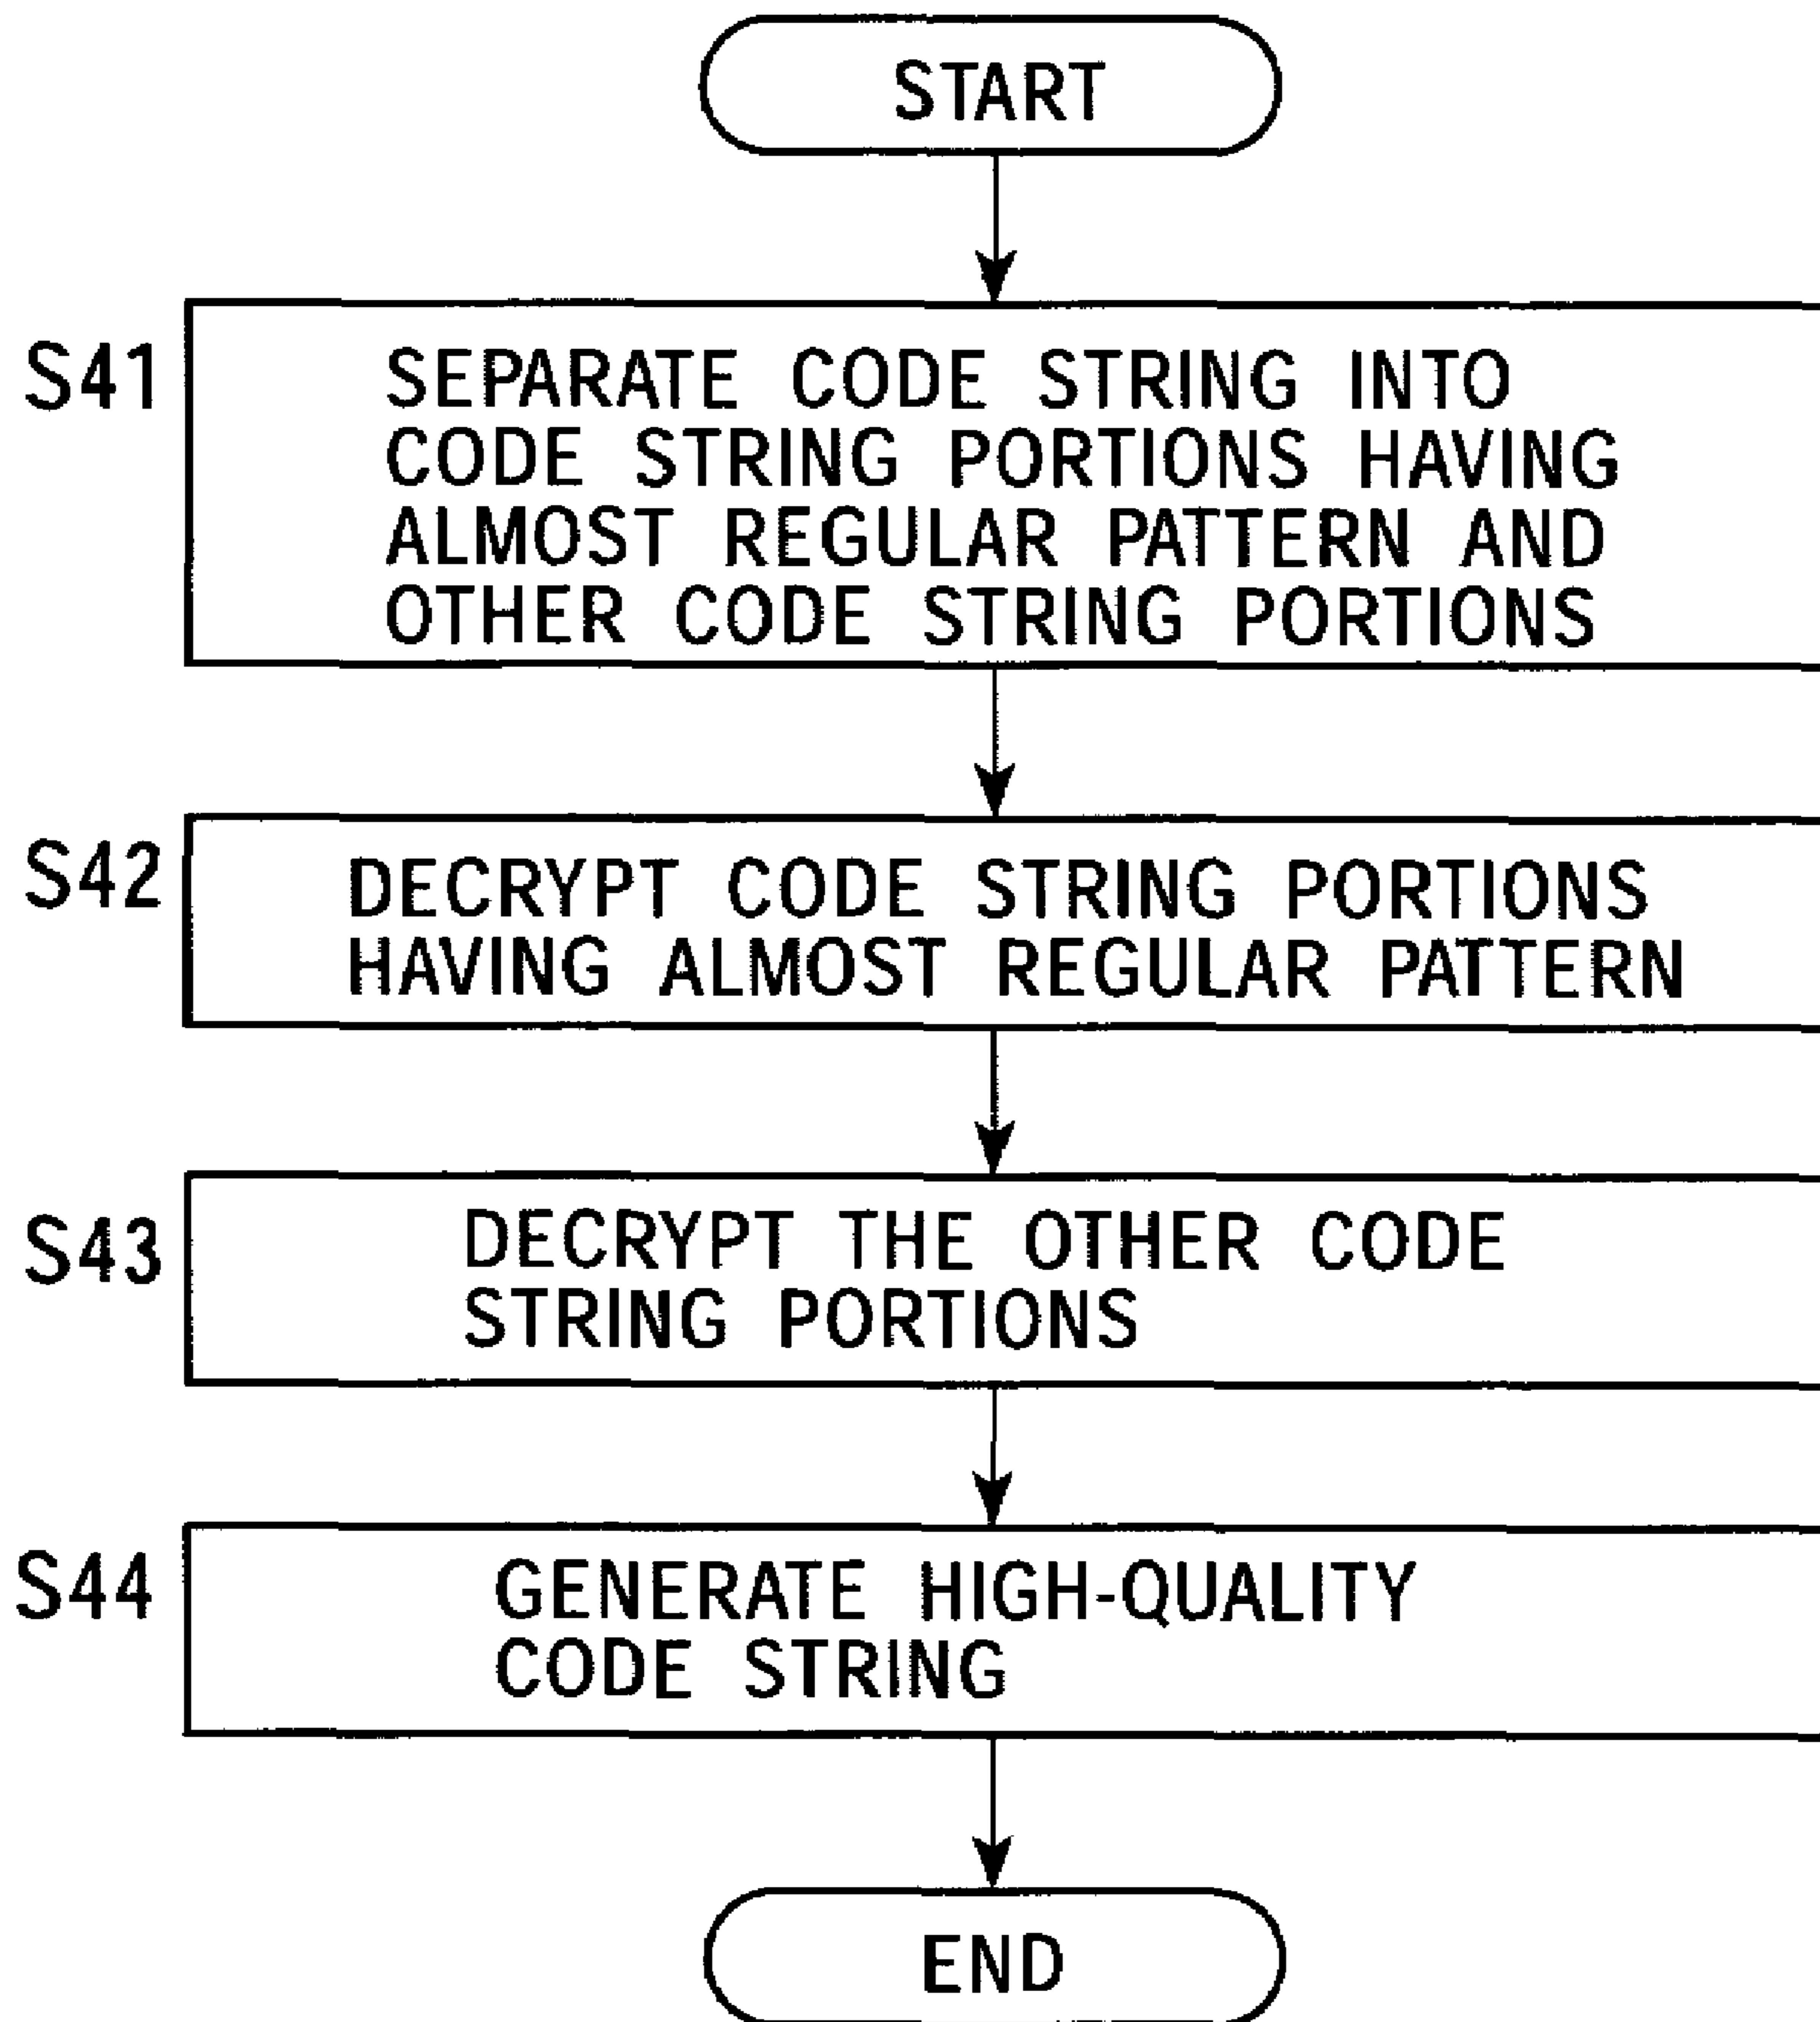 START
S41
SEPARATE CODE STRING INTO
CODE STRING PORTIONS HAVING
ALMOST REGULAR PATTERN AND
OTHER CODE STRING PORTIONS
S42
DECRYPT CODE STRING PORTIONS
HAVING ALMOST REGULAR PATTERN
S43
DECRYPT THE OTHER CODE
STRING PORTIONS
S44
GENERATE HIGH-QUALITY
CODE STRING
END